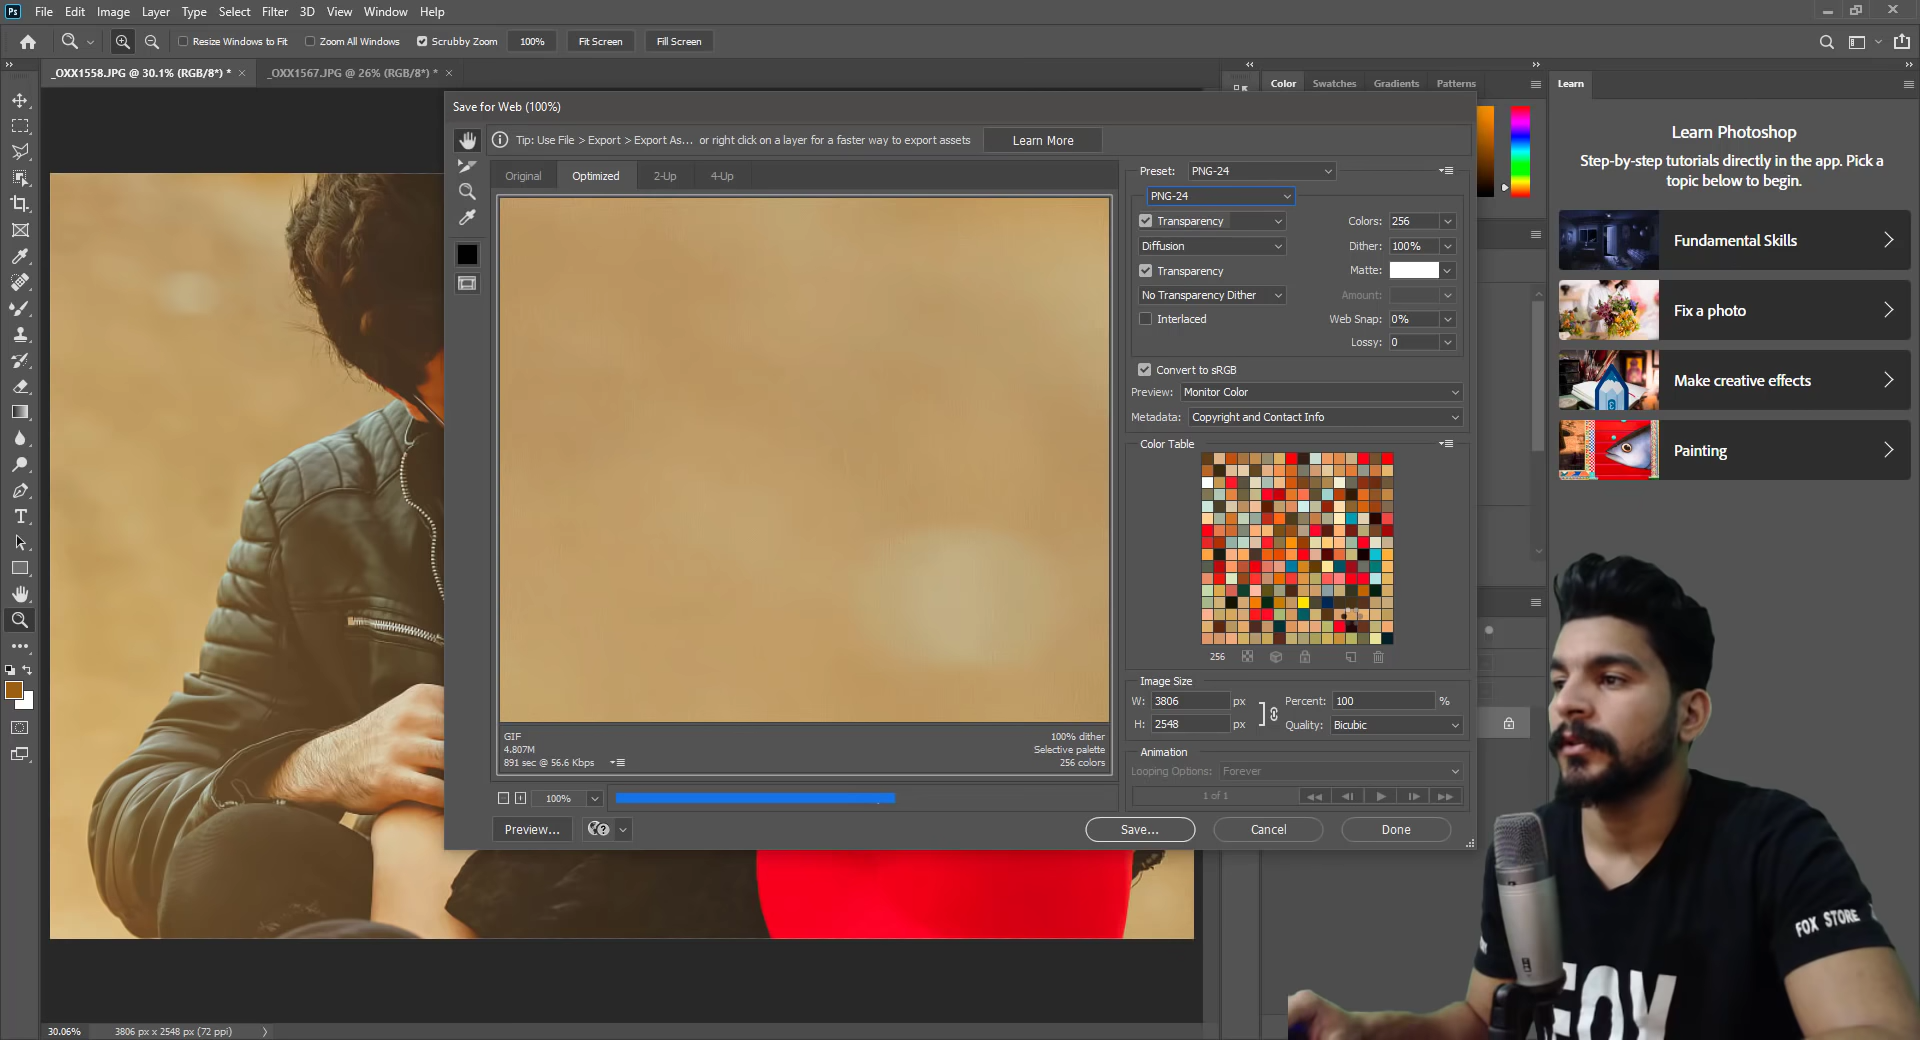 Ps File Edit Image Layer Type Select Filter 3D View Window Help
Resize Windows to Fit Zoom All Windows Scrubby Zoom 100% Fit Screen Fill Screen
_OXX1558.JPG @ 30.1% (RGB/8*) * × _OXX1567.JPG @ 26% (RGB/8*) * ×
Color Swatches Gradients Patterns
Learn
Save for Web (100%)
Tip: Use File > Export > Export As... or right click on a layer for a faster way to export assets
Learn More
Original Optimized 2-Up 4-Up
Preset: PNG-24
PNG-24
Transparency Colors: 256
Diffusion Dither: 100%
Transparency Matte:
No Transparency Dither Amount:
Interlaced Web Snap: 0%
Lossy: 0
Convert to sRGB
Preview: Monitor Color
Metadata: Copyright and Contact Info
Color Table
256
Image Size
W: 3806 px Percent: 100 %
H: 2548 px Quality: Bicubic
Animation
Looping Options: Forever
1 of 1
GIF
4.807M
891 sec @ 56.6 Kbps
100% dither
Selective palette
256 colors
100%
Preview...
Save... Cancel Done
Learn Photoshop
Step-by-step tutorials directly in the app. Pick a
topic below to begin.
Fundamental Skills
Fix a photo
Make creative effects
Painting
FOX STORE
FOX
30.06% 3806 px x 2548 px (72 ppi)